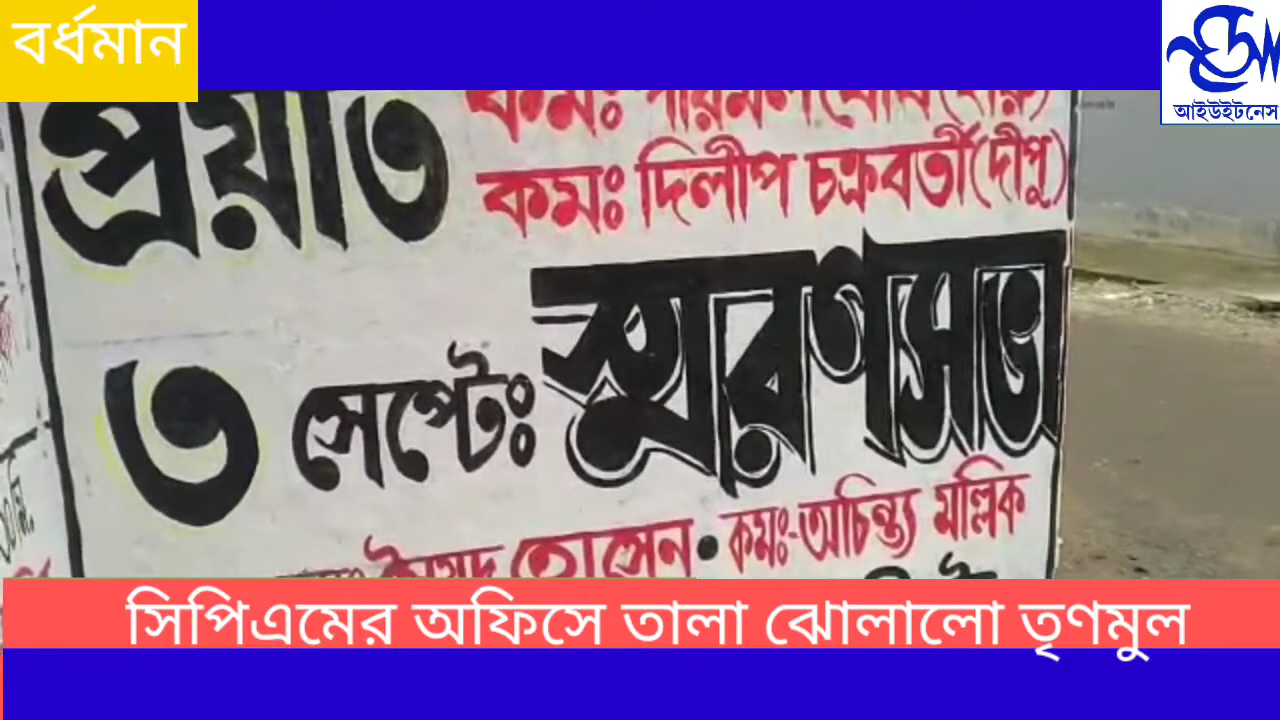 বর্ধমান
আইউইটনেস
প্রয়াত
কমঃ দিলীপ চক্রবর্তী (দীপু)
৩ সেপ্টেঃ স্মরণসভা
হোসেন • কমঃ-অচিন্ত্য মল্লিক
সিপিএমের অফিসে তালা ঝোলালো তৃণমুল